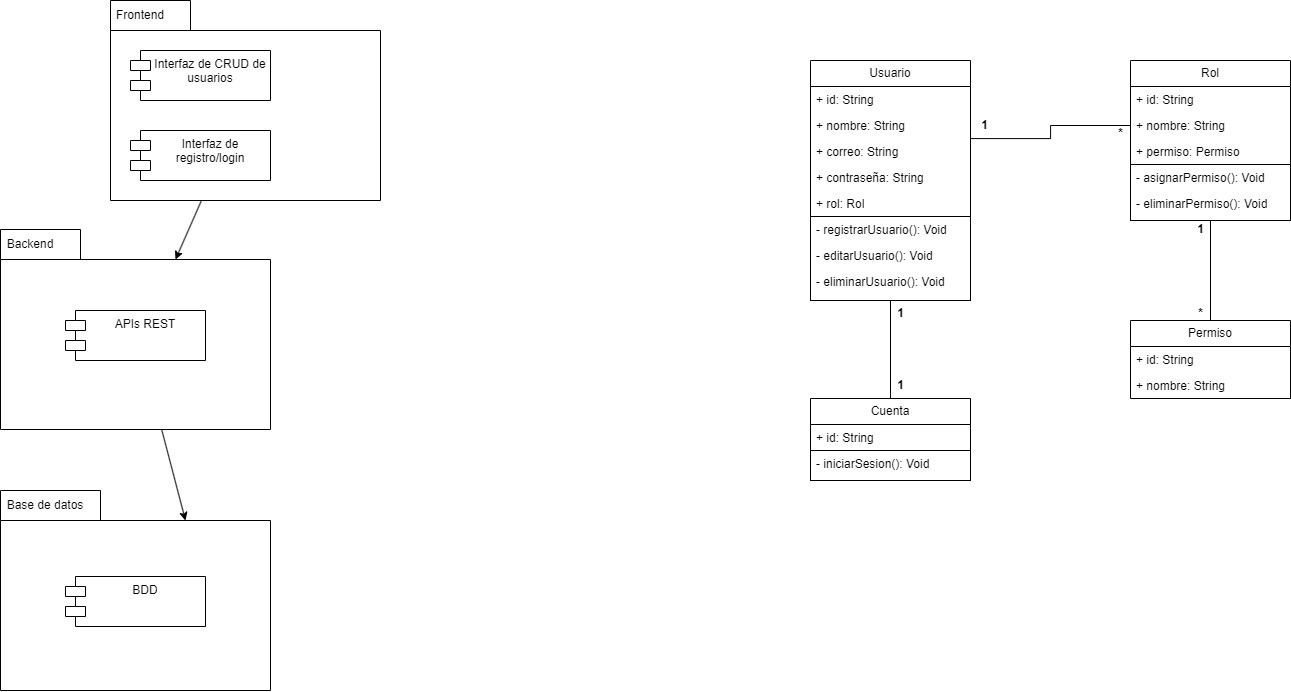 Frontend
Interfaz de CRUD de
usuarios
Interfaz de
registro/login
Backend
APIs REST
Base de datos
BDD
Usuario
+ id: String
+ nombre: String
+ correo: String
+ contraseña: String
+ rol: Rol
- registrarUsuario(): Void
- editarUsuario(): Void
- eliminarUsuario(): Void
1
*
Rol
+ id: String
+ nombre: String
+ permiso: Permiso
- asignarPermiso(): Void
- eliminarPermiso(): Void
1
*
Permiso
+ id: String
+ nombre: String
1
1
Cuenta
+ id: String
- iniciarSesion(): Void